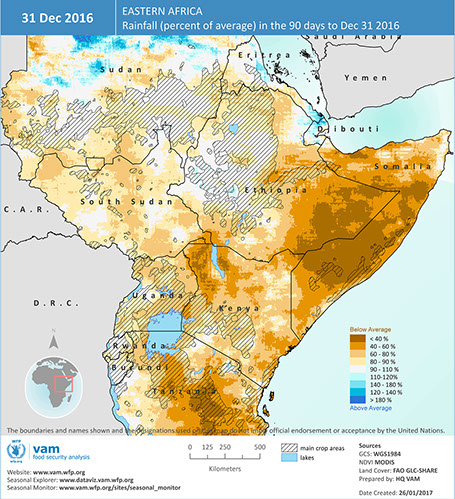 31 Dec 2016
EASTERN AFRICA
Rainfall (percent of average) in the 90 days to Dec 31 2016
Saudi Arabia
Sudan
Eritrea
Yemen
Djibouti
Somalia
Ethiopia
South Sudan
C.A.R.
D.R.C.
Uganda
Kenya
Rwanda
Burundi
Tanzania
N
Below Average
< 40 %
40 - 60 %
60 - 80 %
80 - 90 %
90 - 110 %
110-120%
140 - 180 %
120 - 140 %
> 180 %
Above Average
The boundaries and names shown and the designations used on this map do not imply official endorsement or acceptance by the United Nations.
WFP
vam
food security analysis
Website: www.vam.wfp.org
Seasonal Explorer: www.dataviz.vam.wfp.org
Seasonal Monitor: www.vam.wfp.org/sites/seasonal_monitor
0 125 250 500
Kilometers
main crop areas
lakes
Sources
GCS: WGS1984
NDVI MODIS
Land Cover: FAO GLC-SHARE
Prepared by: HQ VAM
Date Created: 26/01/2017